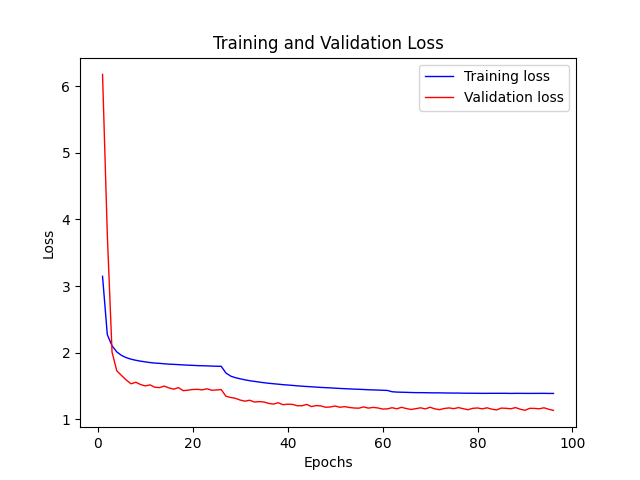 Training and Validation Loss
Training loss
Validation loss
6
5
4
3
2
1
Loss
0 20 40 60 80 100
Epochs